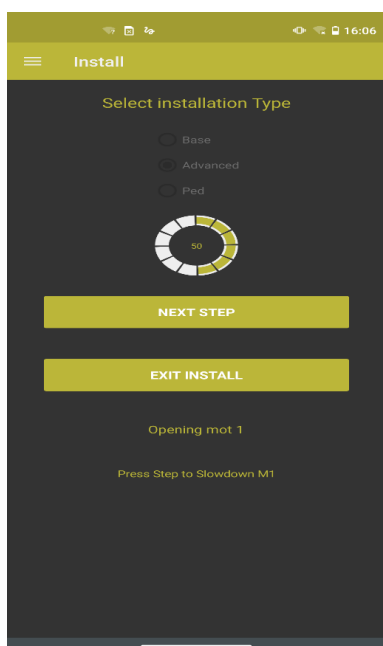 16:06
Install
Select installation Type
Base
Advanced
Ped
50
NEXT STEP
EXIT INSTALL
Opening mot 1
Press Step to Slowdown M1